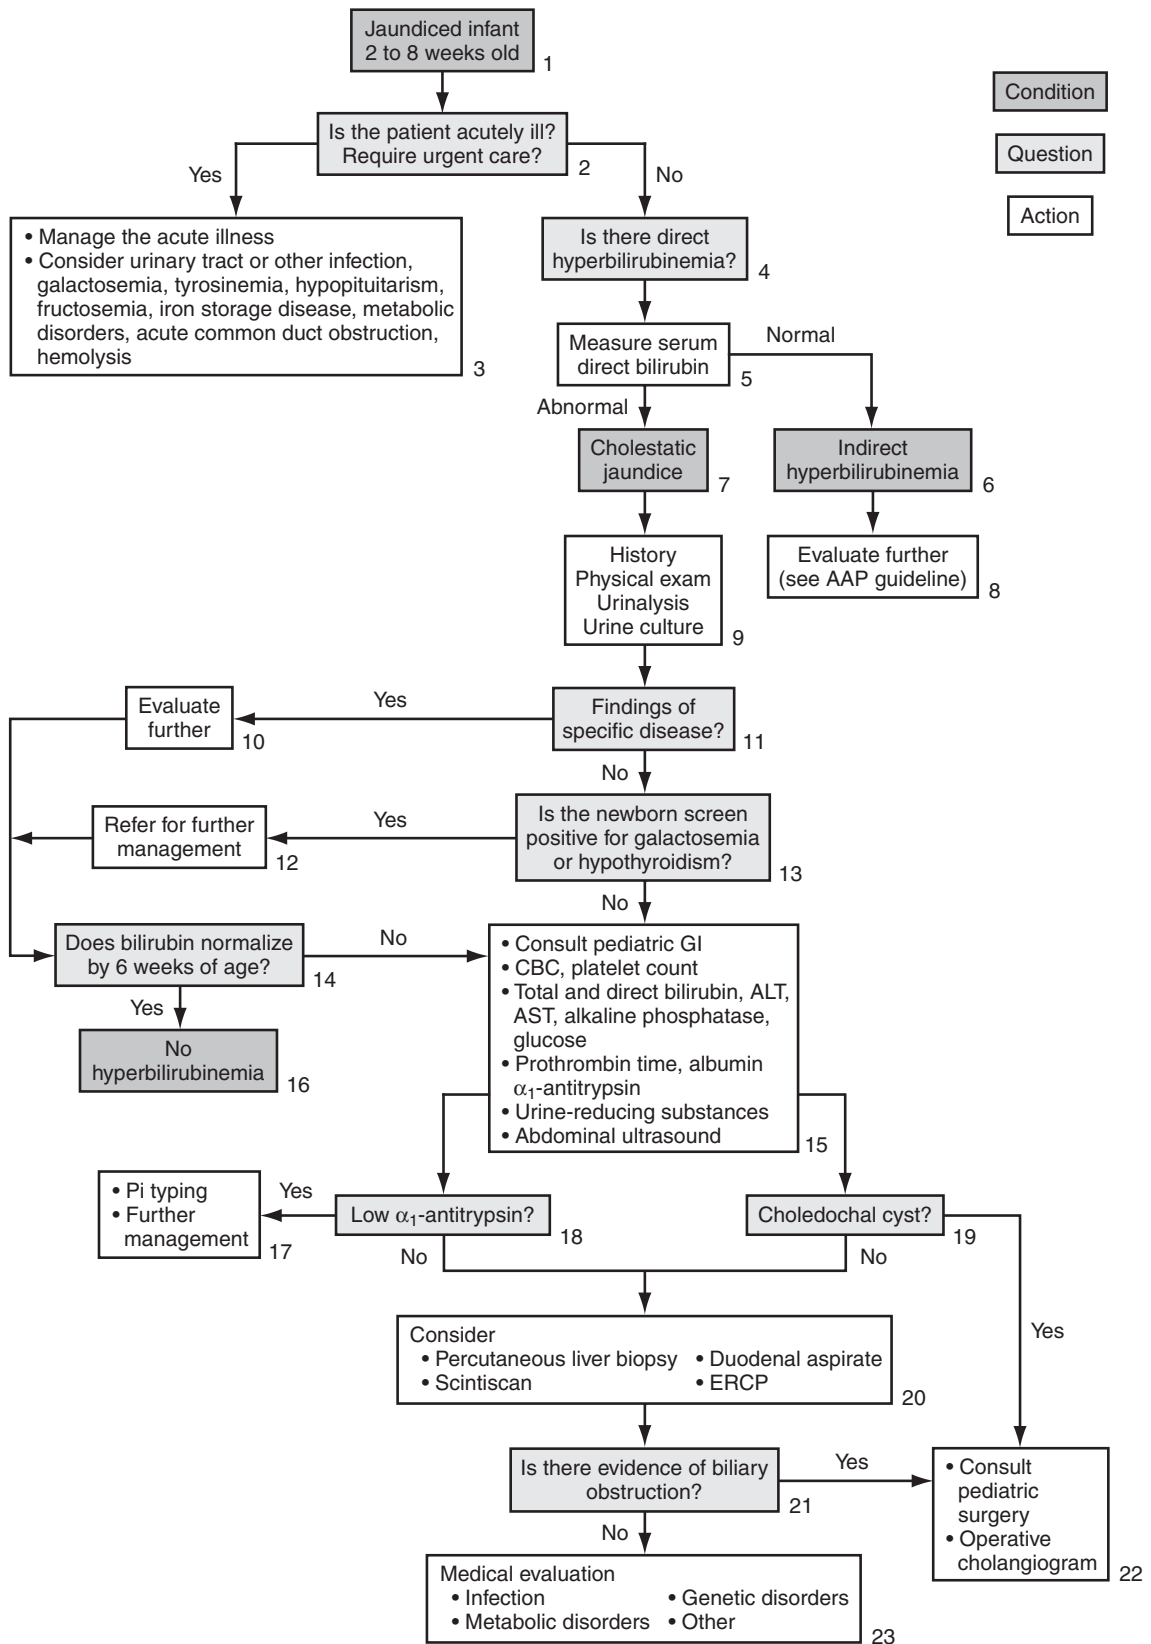 Jaundiced infant
2 to 8 weeks old
1
Condition
Question
Action
Is the patient acutely ill?
Require urgent care?
2
Yes
No
• Manage the acute illness
• Consider urinary tract or other infection,
galactosemia, tyrosinemia, hypopituitarism,
fructosemia, iron storage disease, metabolic
disorders, acute common duct obstruction,
hemolysis
3
Is there direct
hyperbilirubinemia?
4
Measure serum
direct bilirubin
5
Normal
Abnormal
Cholestatic
jaundice
7
Indirect
hyperbilirubinemia
6
History
Physical exam
Urinalysis
Urine culture
9
Evaluate further
(see AAP guideline)
8
Evaluate
further
10
Yes
Findings of
specific disease?
11
No
Refer for further
management
12
Yes
Is the newborn screen
positive for galactosemia
or hypothyroidism?
13
No
Does bilirubin normalize
by 6 weeks of age?
14
No
Yes
No
hyperbilirubinemia
16
• Consult pediatric GI
• CBC, platelet count
• Total and direct bilirubin, ALT,
AST, alkaline phosphatase,
glucose
• Prothrombin time, albumin
α1-antitrypsin
• Urine-reducing substances
• Abdominal ultrasound
15
• Pi typing
• Further
management
17
Yes
Low α1-antitrypsin?
18
No
Choledochal cyst?
19
No
Yes
Consider
• Percutaneous liver biopsy
• Duodenal aspirate
• Scintiscan
• ERCP
20
Is there evidence of biliary
obstruction?
21
Yes
No
• Consult
pediatric
surgery
• Operative
cholangiogram
22
Medical evaluation
• Infection
• Genetic disorders
• Metabolic disorders
• Other
23